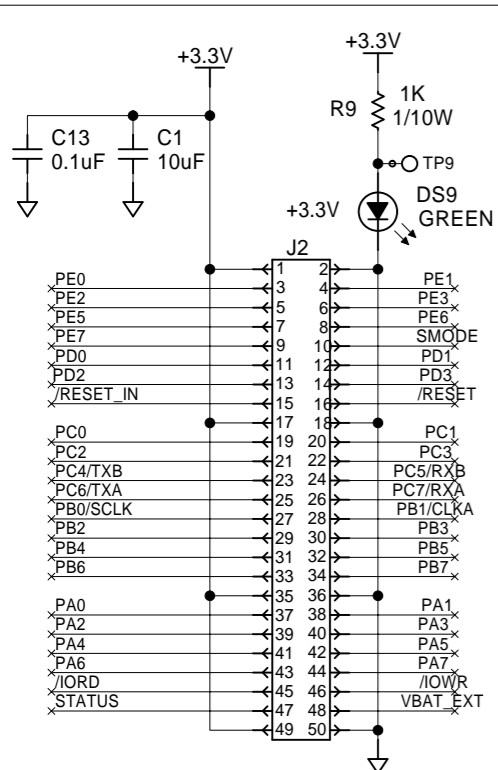 +3.3V +3.3V
R9 1K
1/10W
C13 C1
0.1uF 10uF
TP9
+3.3V DS9
GREEN
J2
1 2
PE0 3 4 PE1
PE2 5 6 PE3
PE5 7 8 PE6
PE7 9 10 SMODE
PD0 11 12 PD1
PD2 13 14 PD3
/RESET_IN 15 16 /RESET
17 18
PC0 19 20 PC1
PC2 21 22 PC3
PC4/TXB 23 24 PC5/RXB
PC6/TXA 25 26 PC7/RXA
PB0/SCLK 27 28 PB1/CLKA
PB2 29 30 PB3
PB4 31 32 PB5
PB6 33 34 PB7
35 36
PA0 37 38 PA1
PA2 39 40 PA3
PA4 41 42 PA5
PA6 43 44 PA7
/IORD 45 46 /IOWR
STATUS 47 48 VBAT_EXT
49 50